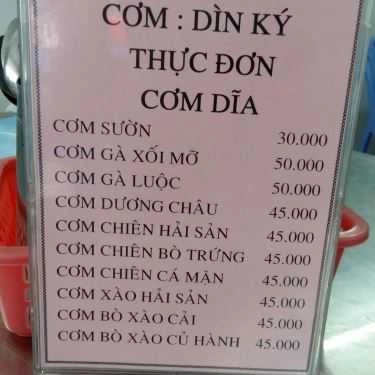 CƠM : DÌN KÝ
THỰC ĐƠN
CƠM DĨA
CƠM SƯỜN 30.000
CƠM GÀ XỐI MỠ 50.000
CƠM GÀ LUỘC 50.000
CƠM DƯƠNG CHÂU 45.000
CƠM CHIÊN HẢI SẢN 45.000
CƠM CHIÊN BÒ TRỨNG 45.000
CƠM CHIÊN CÁ MẶN 45.000
CƠM XÀO HẢI SẢN 45.000
CƠM BÒ XÀO CẢI 45.000
CƠM BÒ XÀO CỦ HÀNH 45.000